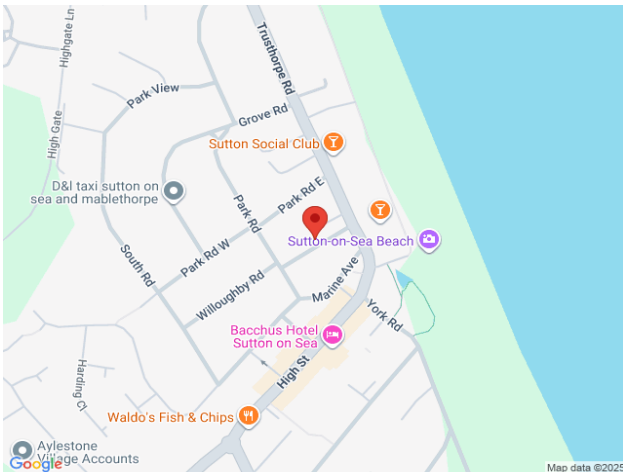 Highgate Ln
Trusthorpe Rd
Park View
Grove Rd
High Gate
Sutton Social Club
D&l taxi sutton on
sea and mablethorpe
Park Rd E
Park Rd
Sutton-on-Sea Beach
South Rd
Park Rd W
Willoughby Rd
Marine Ave
York Rd
Bacchus Hotel
Sutton on Sea
High St
Harding Cl
Waldo's Fish & Chips
Aylestone
Village Accounts
Google
Map data ©2025